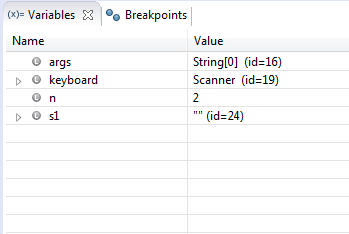 (x)= Variables Breakpoints
Name Value
args String[0] (id=16)
keyboard Scanner (id=19)
n 2
s1 "" (id=24)